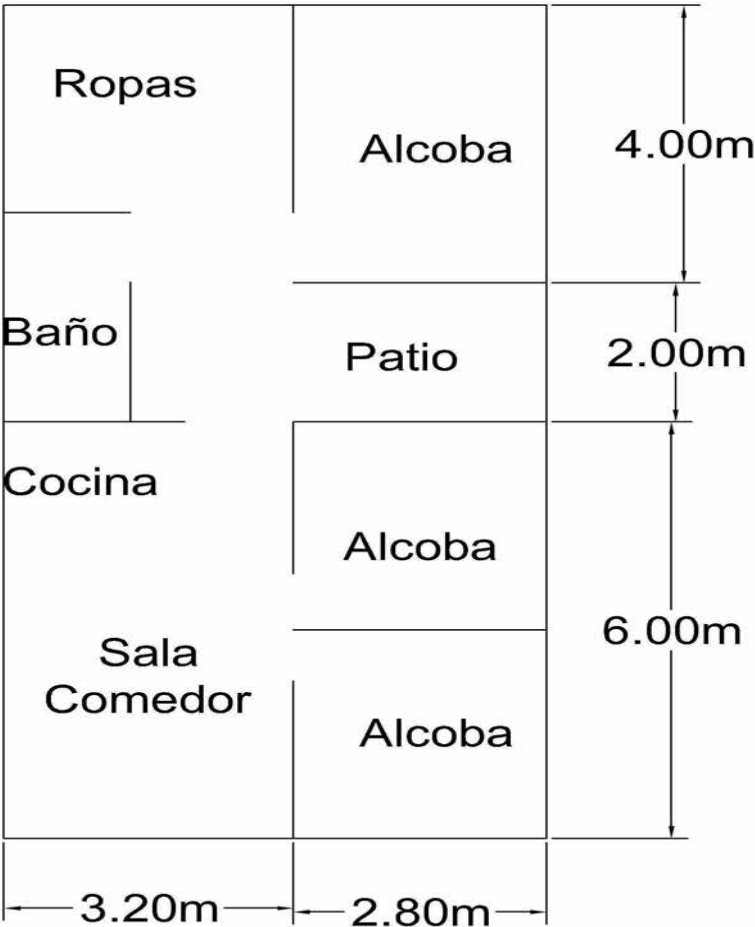 Ropas
Alcoba
4.00m
Baño
Patio
2.00m
Cocina
Alcoba
Sala
Comedor
6.00m
Alcoba
3.20m
2.80m